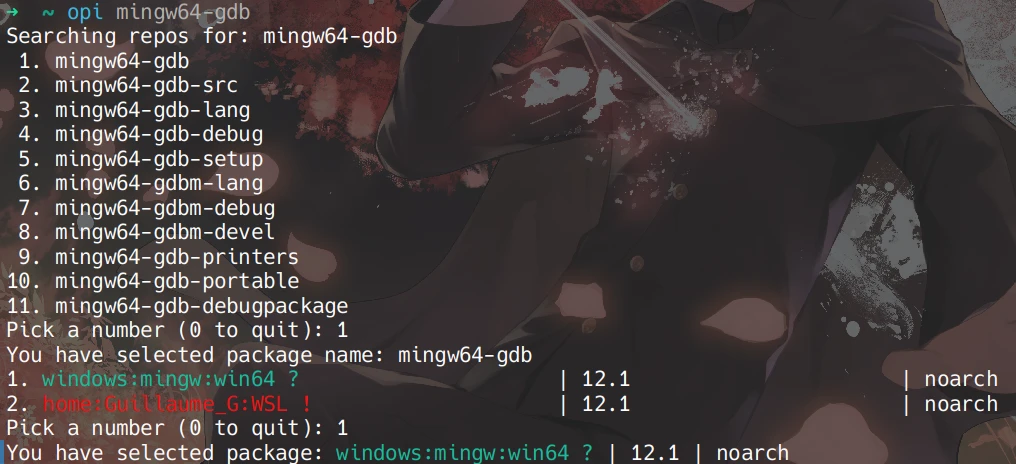 → ~ opi mingw64-gdb
Searching repos for: mingw64-gdb
1. mingw64-gdb
2. mingw64-gdb-src
3. mingw64-gdb-lang
4. mingw64-gdb-debug
5. mingw64-gdb-setup
6. mingw64-gdbm-lang
7. mingw64-gdbm-debug
8. mingw64-gdbm-devel
9. mingw64-gdb-printers
10. mingw64-gdb-portable
11. mingw64-gdb-debugpackage
Pick a number (0 to quit): 1
You have selected package name: mingw64-gdb
1. windows:mingw:win64 ? | 12.1 | noarch
2. home:Guillaume_G:WSL ! | 12.1 | noarch
Pick a number (0 to quit): 1
You have selected package: windows:mingw:win64 ? | 12.1 | noarch